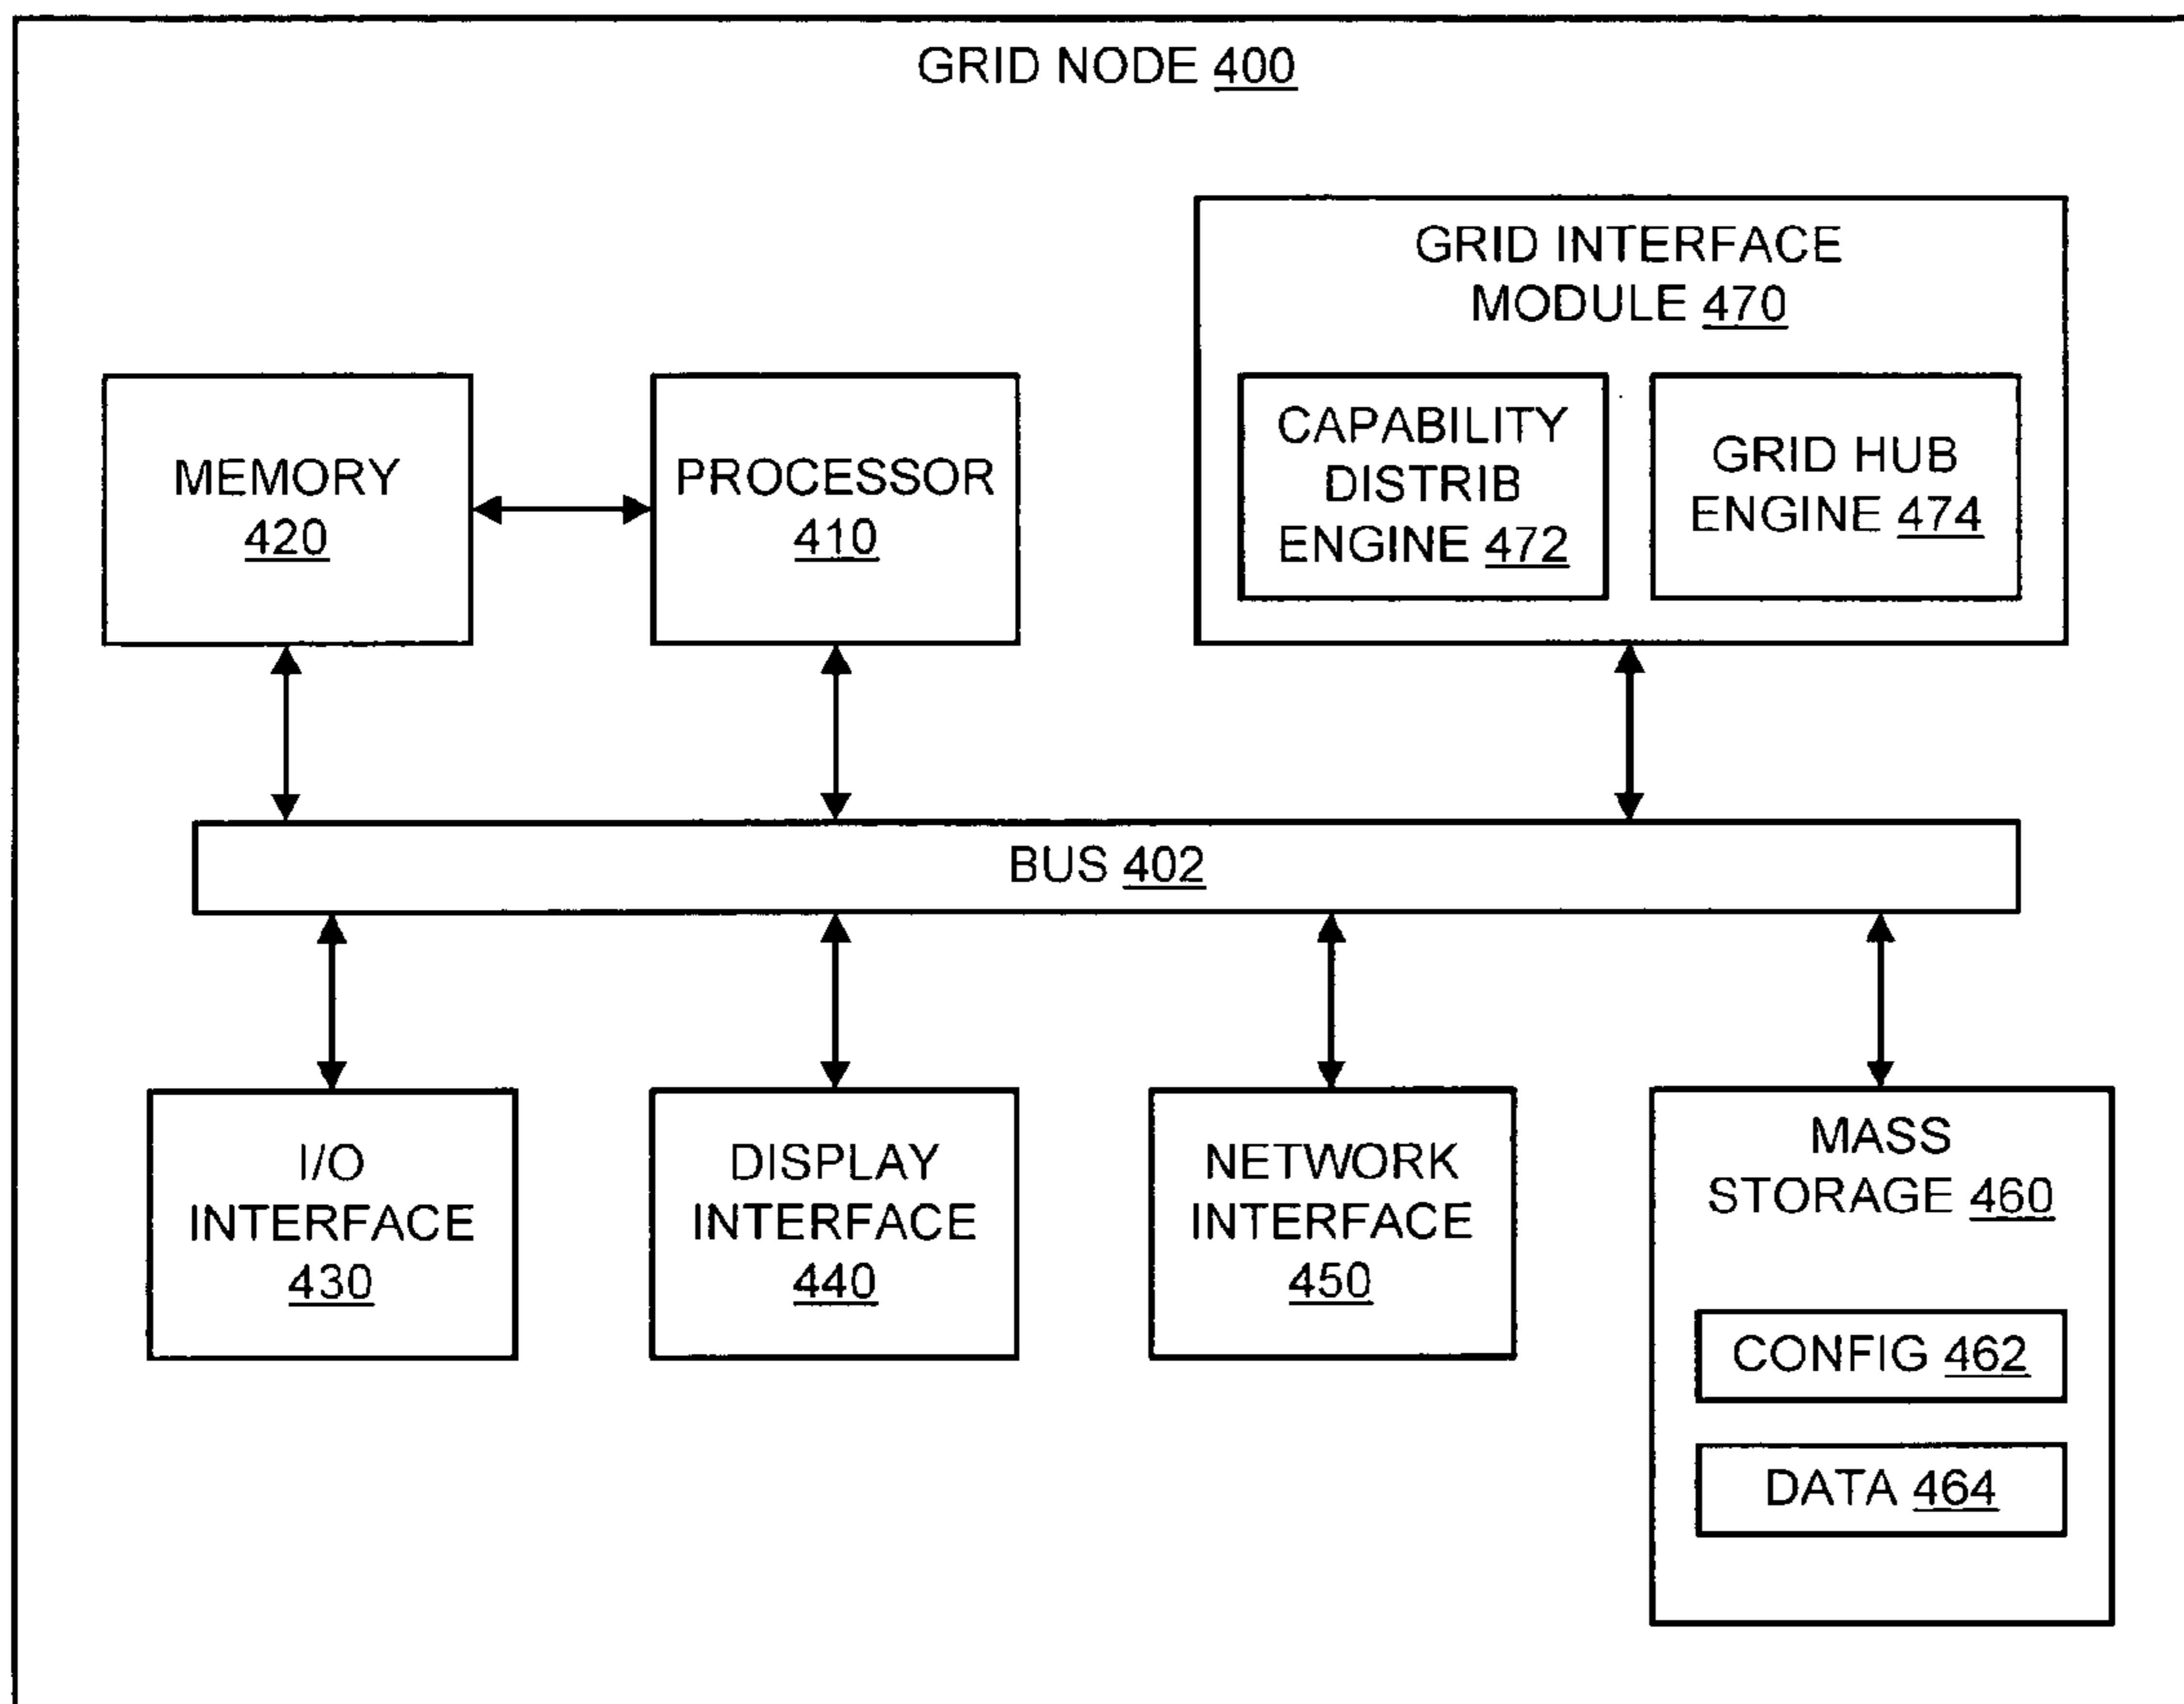 GRID NODE 400
GRID INTERFACE
MODULE 470
MEMORY
420
PROCESSOR
410
CAPABILITY
DISTRIB
ENGINE 472
GRID HUB
ENGINE 474
BUS 402
I/O
INTERFACE
430
DISPLAY
INTERFACE
440
NETWORK
INTERFACE
450
MASS
STORAGE 460
CONFIG 462
DATA 464